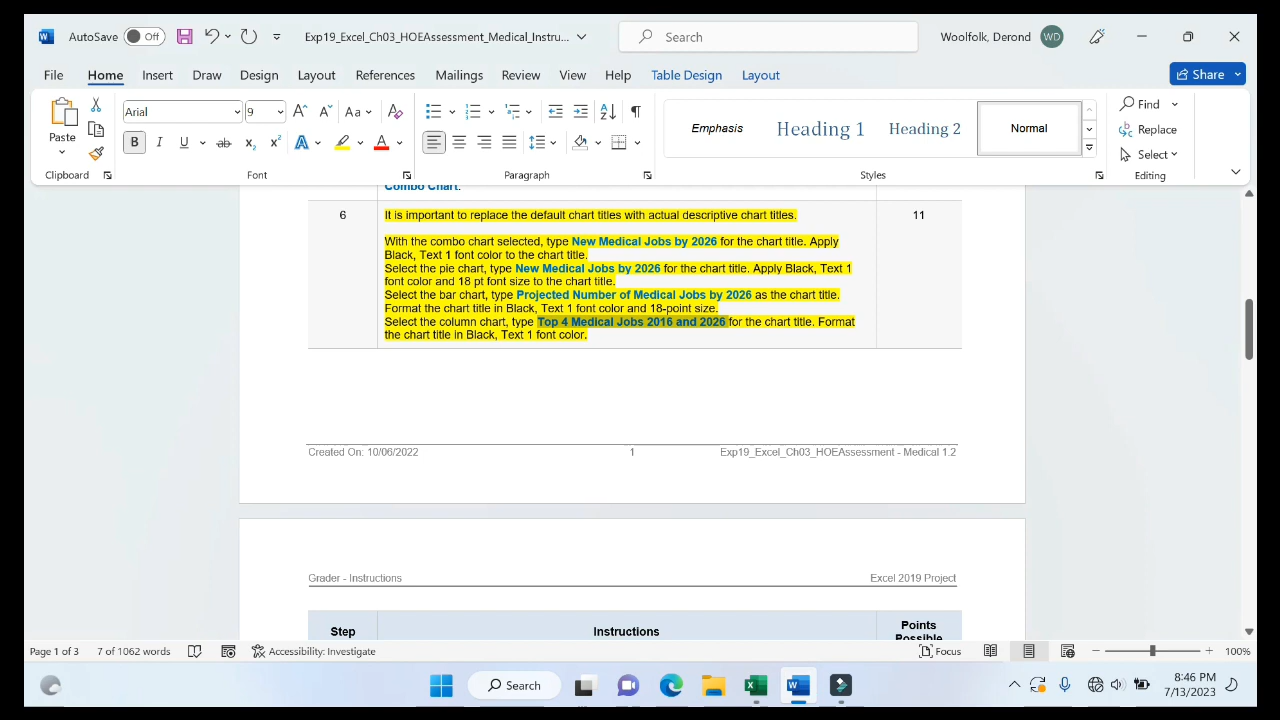 AutoSave Off Exp19_Excel_Ch03_HOEAssessment_Medical_Instru... Search Woolfolk, Derond WD
File Home Insert Draw Design Layout References Mailings Review View Help Table Design Layout Share
Paste Arial 9 Aa Emphasis Heading 1 Heading 2 Normal Find
B I U ab x₂ x² A A Replace
Select
Clipboard Font Paragraph Styles Editing
Combo Chart.
6 It is important to replace the default chart titles with actual descriptive chart titles. 11
With the combo chart selected, type New Medical Jobs by 2026 for the chart title. Apply
Black, Text 1 font color to the chart title.
Select the pie chart, type New Medical Jobs by 2026 for the chart title. Apply Black, Text 1
font color and 18 pt font size to the chart title.
Select the bar chart, type Projected Number of Medical Jobs by 2026 as the chart title.
Format the chart title in Black, Text 1 font color and 18-point size.
Select the column chart, type Top 4 Medical Jobs 2016 and 2026 for the chart title. Format
the chart title in Black, Text 1 font color.
Created On: 10/06/2022 1 Exp19_Excel_Ch03_HOEAssessment - Medical 1.2
Grader - Instructions Excel 2019 Project
Step Instructions Points
Possible
Page 1 of 3 7 of 1062 words Accessibility: Investigate Focus 100%
Search 8:46 PM
7/13/2023